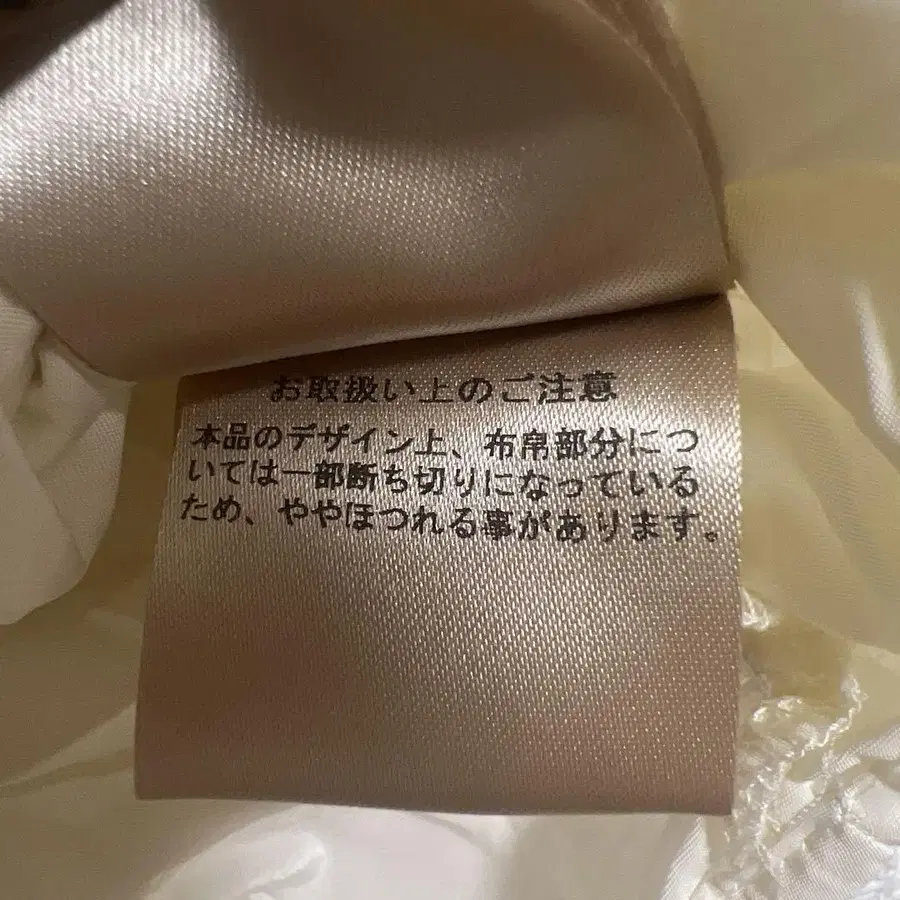 お取扱い上のご注意
本品のデザイン上、布帛部分につ
いては一部断ち切りになっている
ため、ややほつれる事があります。